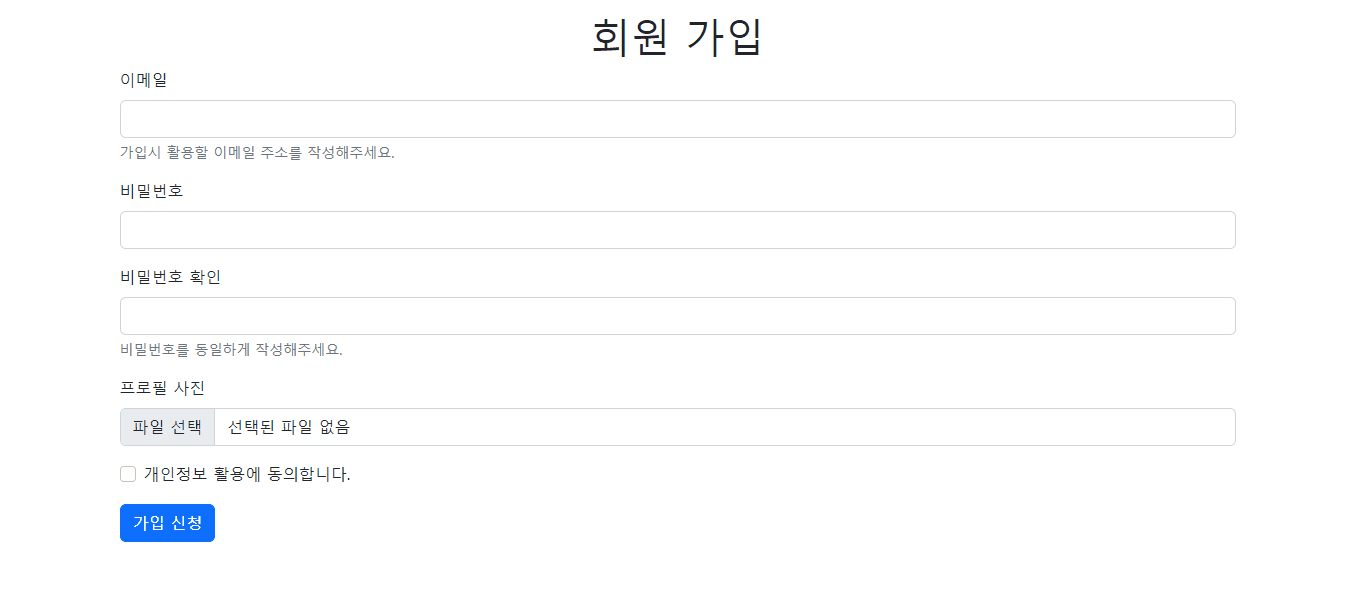 회원 가입
이메일
가입시 활용할 이메일 주소를 작성해주세요.
비밀번호
비밀번호 확인
비밀번호를 동일하게 작성해주세요.
프로필 사진
파일 선택 선택된 파일 없음
개인정보 활용에 동의합니다.
가입 신청